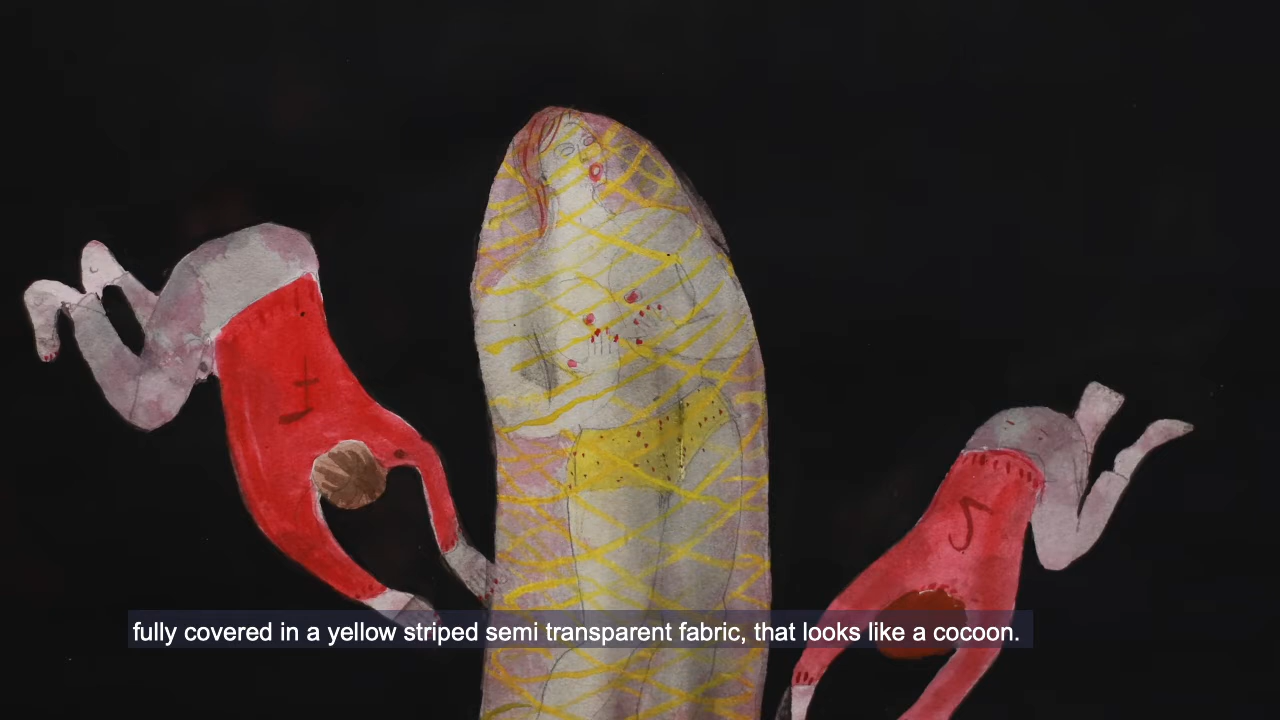 fully covered in a yellow striped semi transparent fabric, that looks like a cocoon.